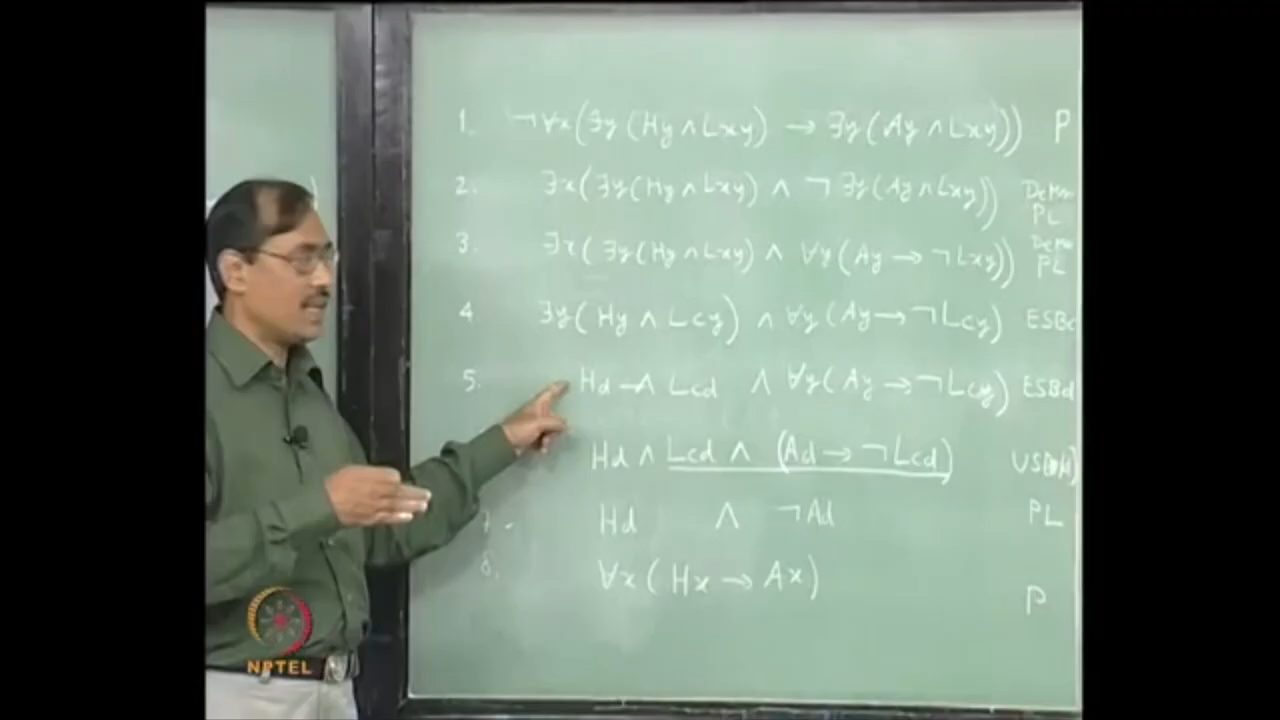 1. ¬∀x(∃y(Hy ∧ Lxy) → ∃y(Ay ∧ Lxy)) P
2. ∃x(∃y(Hy ∧ Lxy) ∧ ¬∃y(Ay ∧ Lxy)) DeMo PL
3. ∃x(∃y(Hy ∧ Lxy) ∧ ∀y(Ay → ¬Lxy)) DeMo PL
4 ∃y(Hy ∧ Lcy) ∧ ∀y(Ay → ¬Lcy) ESBc
5. Hd ∧ Lcd ∧ ∀y(Ay → ¬Lcy) ESBd
Hd ∧ Lcd ∧ (Ad → ¬Lcd)
7. Hd ∧ ¬Ad PL
8. ∀x(Hx → Ax) P
NPTEL